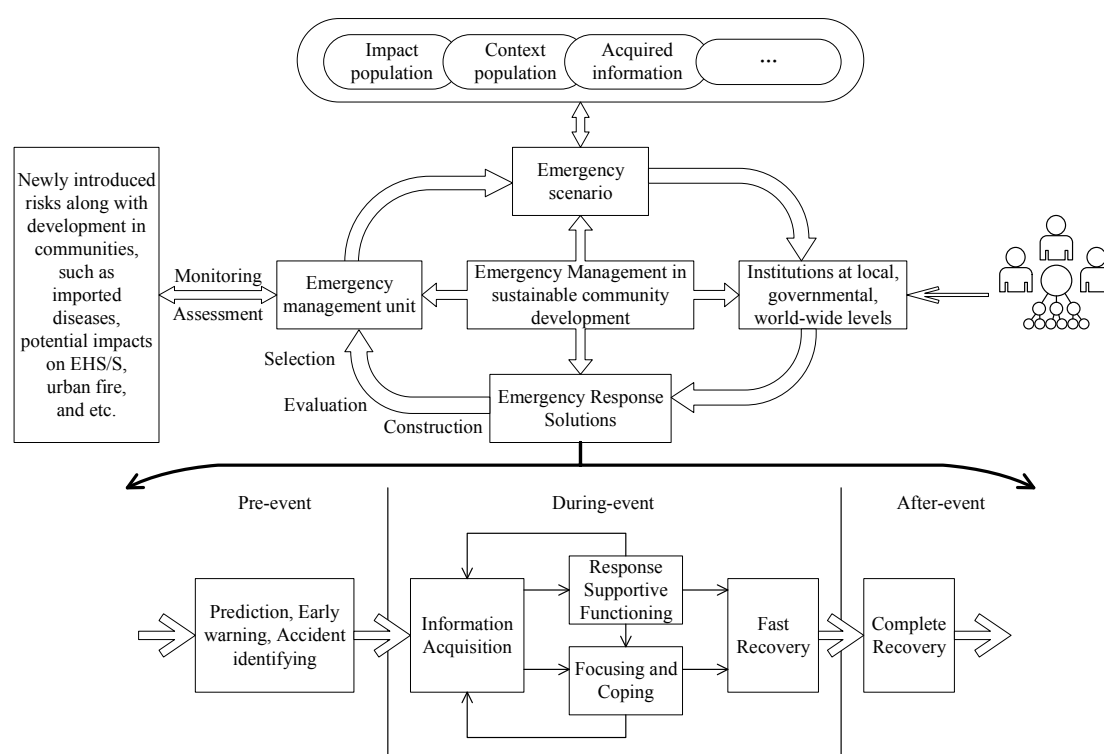 Impact
population
Context
population
Acquired
information
...
Newly introduced
risks along with
development in
communities,
such as
imported
diseases,
potential impacts
on EHS/S,
urban fire,
and etc.
Monitoring
Assessment
Emergency
scenario
Emergency
management unit
Emergency Management in
sustainable community
development
Institutions at local,
governmental,
world-wide levels
Selection
Evaluation
Construction
Emergency Response
Solutions
Pre-event
During-event
After-event
Prediction, Early
warning, Accident
identifying
Information
Acquisition
Response
Supportive
Functioning
Focusing and
Coping
Fast
Recovery
Complete
Recovery